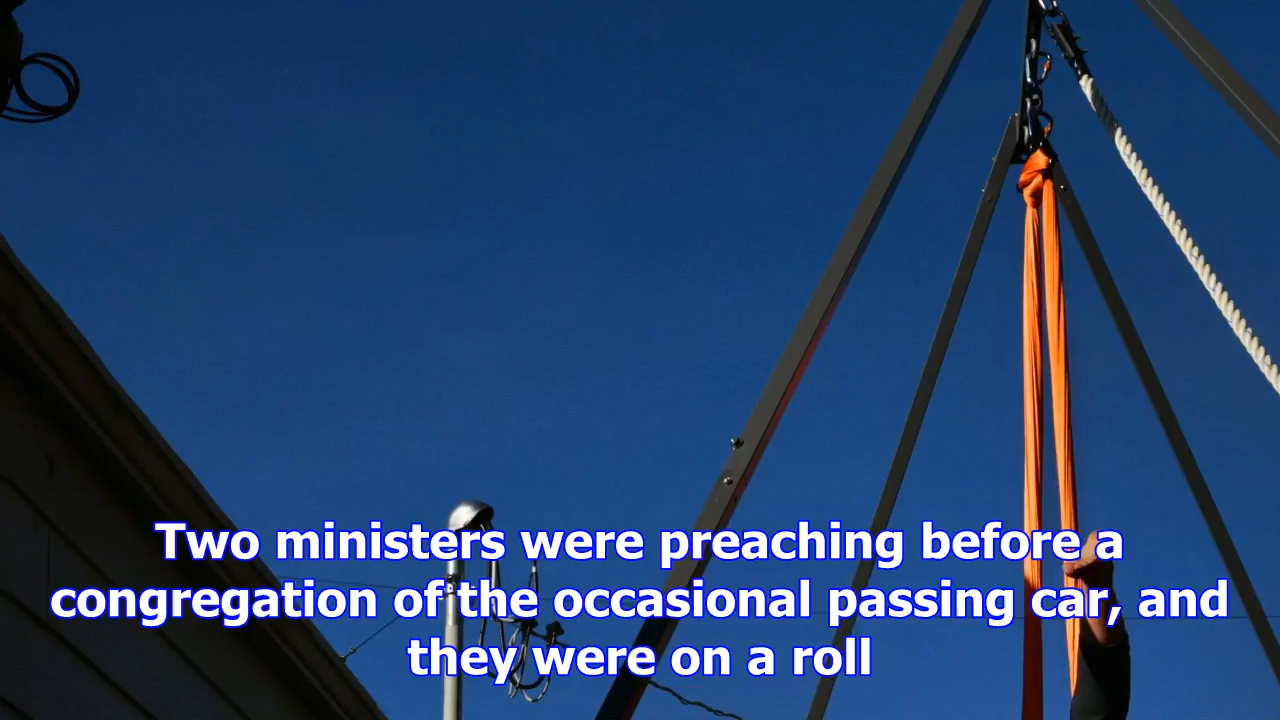 Two ministers were preaching before a
congregation of the occasional passing car, and
they were on a roll